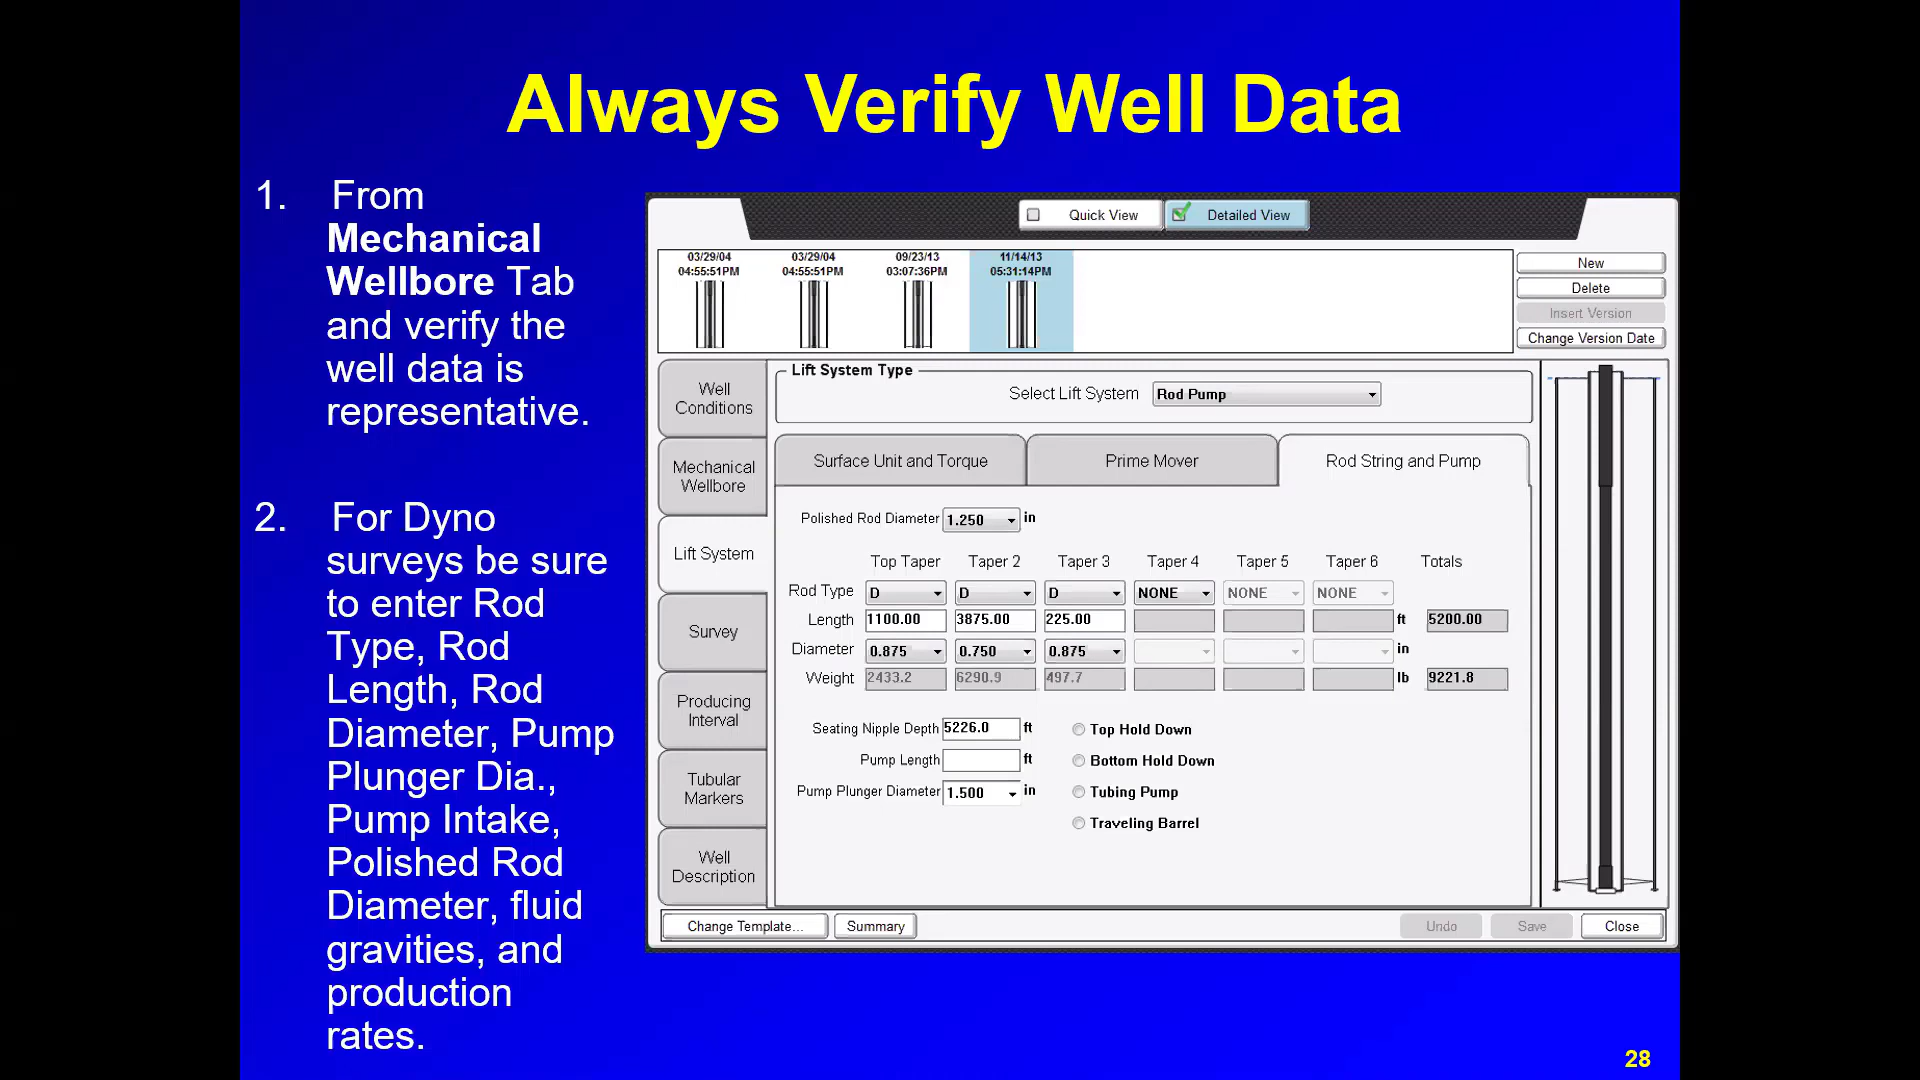 Always Verify Well Data
1. From
Mechanical
Wellbore Tab
and verify the
well data is
representative.
2. For Dyno
surveys be sure
to enter Rod
Type, Rod
Length, Rod
Diameter, Pump
Plunger Dia.,
Pump Intake,
Polished Rod
Diameter, fluid
gravities, and
production
rates.
Quick View Detailed View
03/29/04 03/29/04 09/23/13 11/14/13
04:55:51PM 04:55:51PM 03:07:36PM 05:31:14PM
New
Delete
Insert Version
Change Version Date
Well
Conditions
Mechanical
Wellbore
Lift System
Survey
Producing
Interval
Tubular
Markers
Well
Description
Lift System Type
Select Lift System Rod Pump
Surface Unit and Torque Prime Mover Rod String and Pump
Polished Rod Diameter 1.250 in
Top Taper Taper 2 Taper 3 Taper 4 Taper 5 Taper 6 Totals
Rod Type D D D NONE NONE NONE
Length 1100.00 3875.00 225.00 ft 5200.00
Diameter 0.875 0.750 0.875 in
Weight 2433.2 6290.9 497.7 lb 9221.8
Seating Nipple Depth 5226.0 ft Top Hold Down
Pump Length ft Bottom Hold Down
Pump Plunger Diameter 1.500 in Tubing Pump
Traveling Barrel
Change Template... Summary Undo Save Close
28